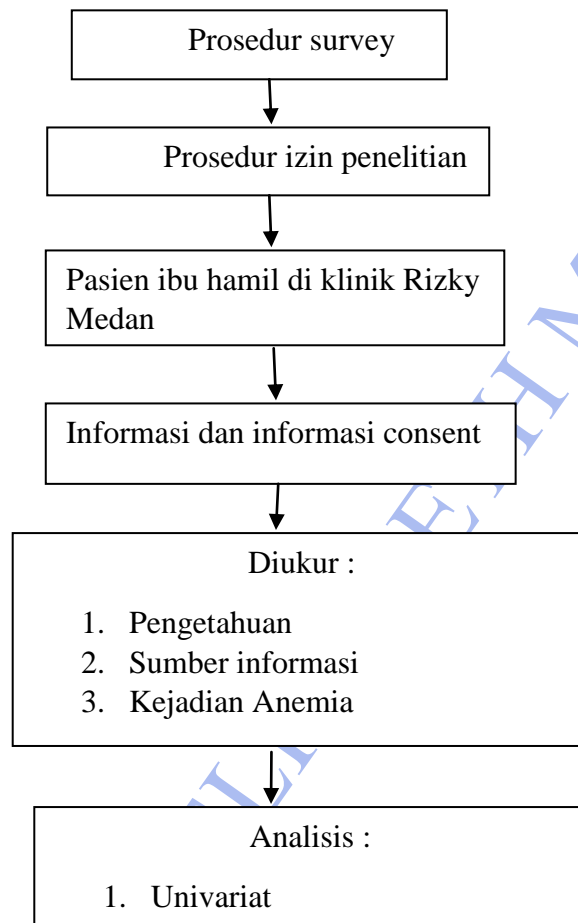 Prosedur survey
Prosedur izin penelitian
Pasien ibu hamil di klinik Rizky
Medan
Informasi dan informasi consent
Diukur :
1. Pengetahuan
2. Sumber informasi
3. Kejadian Anemia
Analisis :
1. Univariat